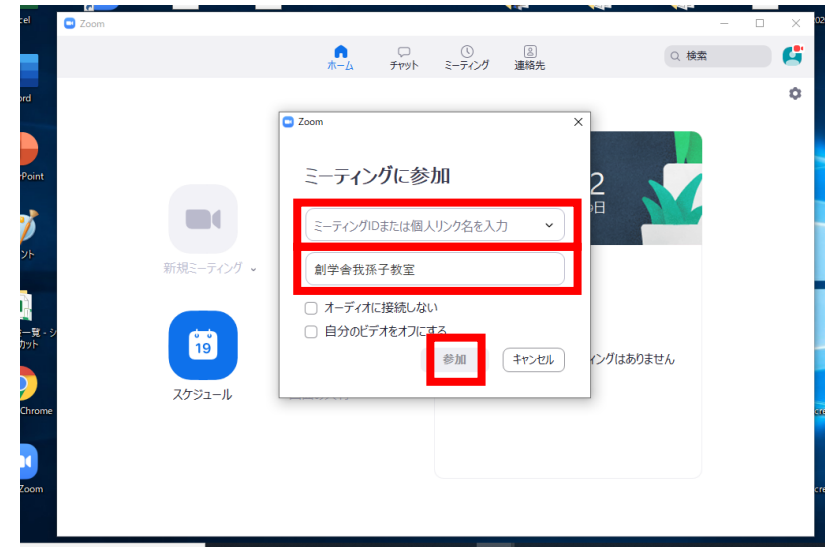 Zoom
ホーム
チャット
ミーティング
連絡先
検索
Zoom
ミーティングに参加
ミーティングIDまたは個人リンク名を入力
創学舎我孫子教室
オーディオに接続しない
自分のビデオをオフにする
参加
キャンセル
新規ミーティング
19
スケジュール
2
ィングはありません
Point
一覧 - シ
Chrome
Zoom